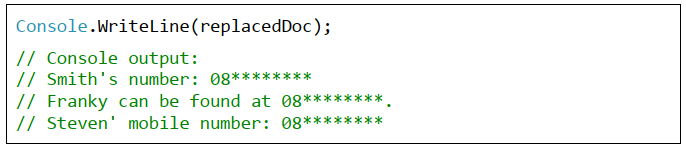 Console.WriteLine(replacedDoc);
// Console output:
// Smith's number: 08********
// Franky can be found at 08********.
// Steven' mobile number: 08********